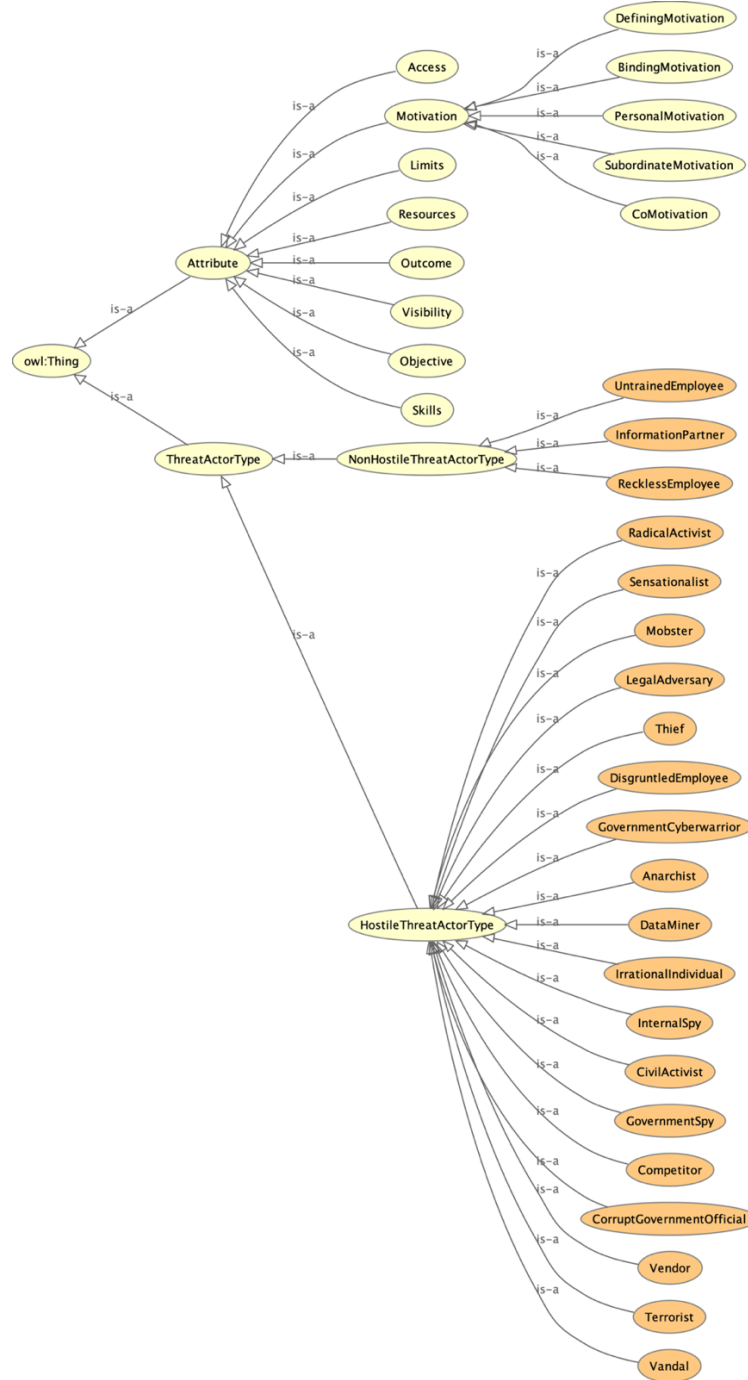 DefiningMotivation
Access
is-a
BindingMotivation
is-a
is-a
Motivation
PersonalMotivation
is-a
is-a
Limits
SubordinateMotivation
is-a
is-a
Resources
CoMotivation
is-a
Attribute
is-a
Outcome
is-a
Visibility
is-a
is-a
owl:Thing
Objective
is-a
UntrainedEmployee
is-a
Skills
is-a
InformationPartner
ThreatActorType
is-a
NonHostileThreatActorType
is-a
RecklessEmployee
is-a
RadicalActivist
is-a
Sensationalist
is-a
is-a
Mobster
is-a
LegalAdversary
is-a
Thief
is-a
DisgruntledEmployee
is-a
GovernmentCyberwarrior
is-a
Anarchist
is-a
HostileThreatActorType
is-a
DataMiner
is-a
IrrationalIndividual
is-a
InternalSpy
is-a
CivilActivist
is-a
GovernmentSpy
is-a
Competitor
is-a
CorruptGovernmentOfficial
is-a
Vendor
is-a
Terrorist
is-a
Vandal